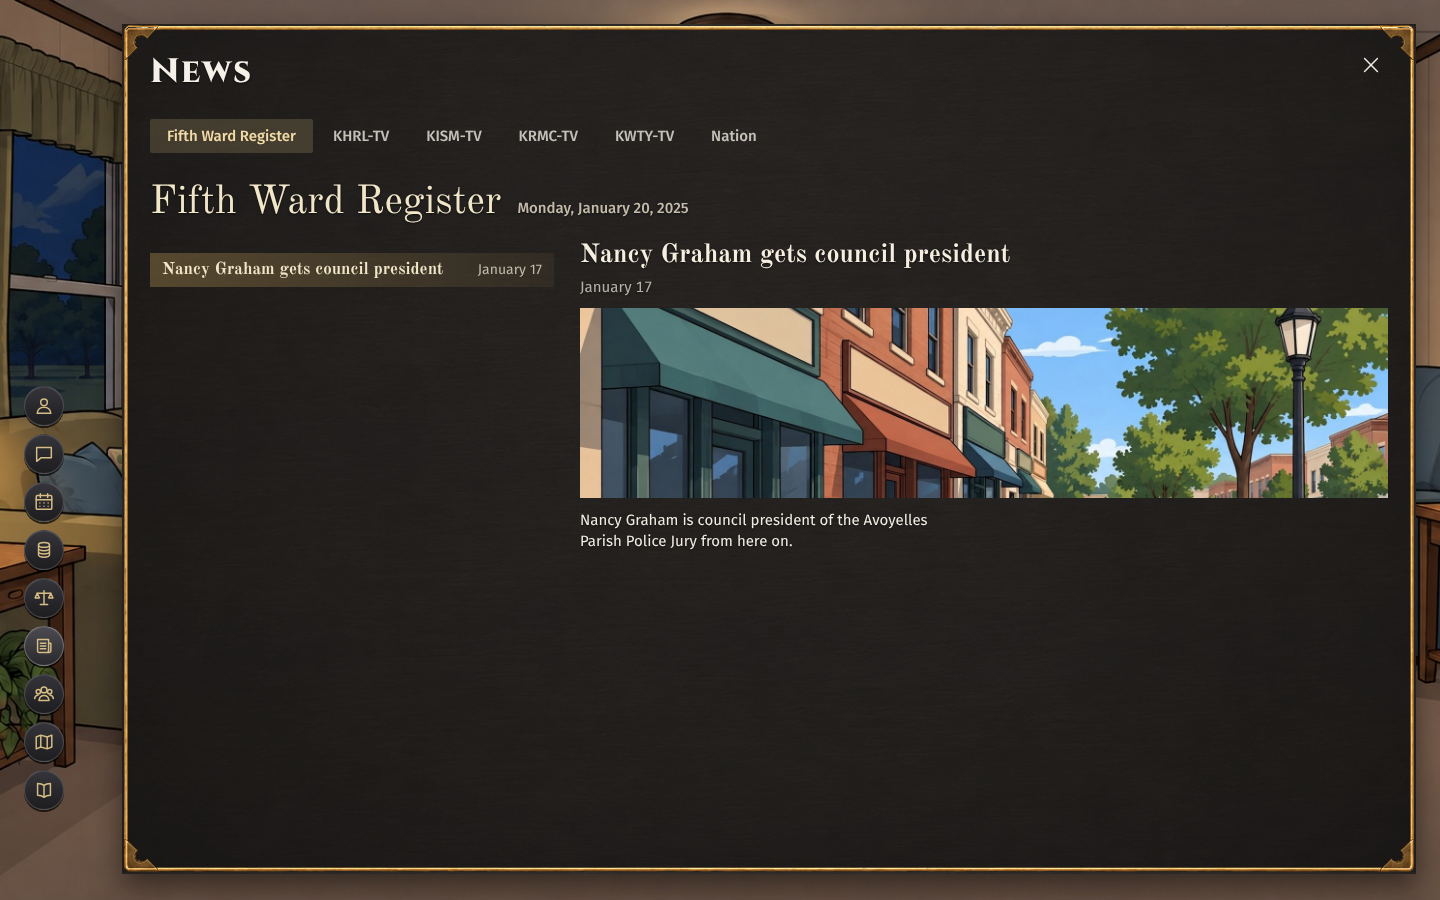 News
Fifth Ward Register
KHRL-TV
KISM-TV
KRMC-TV
KWTY-TV
Nation
Fifth Ward Register
Monday, January 20, 2025
Nancy Graham gets council president
January 17
Nancy Graham gets council president
January 17
Nancy Graham is council president of the Avoyelles
Parish Police Jury from here on.